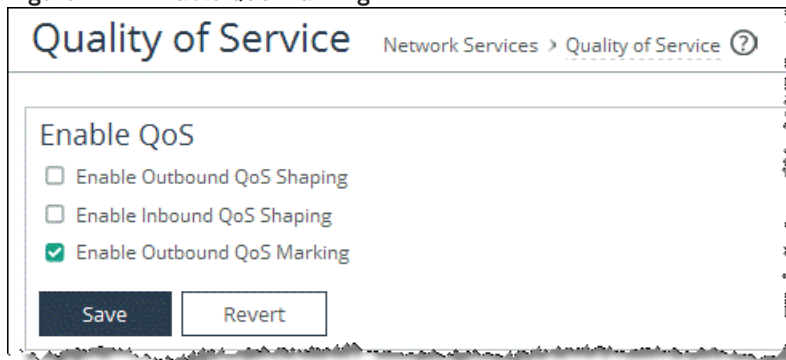 Quality of Service Network Services > Quality of Service ?
Enable QoS
Enable Outbound QoS Shaping
Enable Inbound QoS Shaping
Enable Outbound QoS Marking
Save Revert